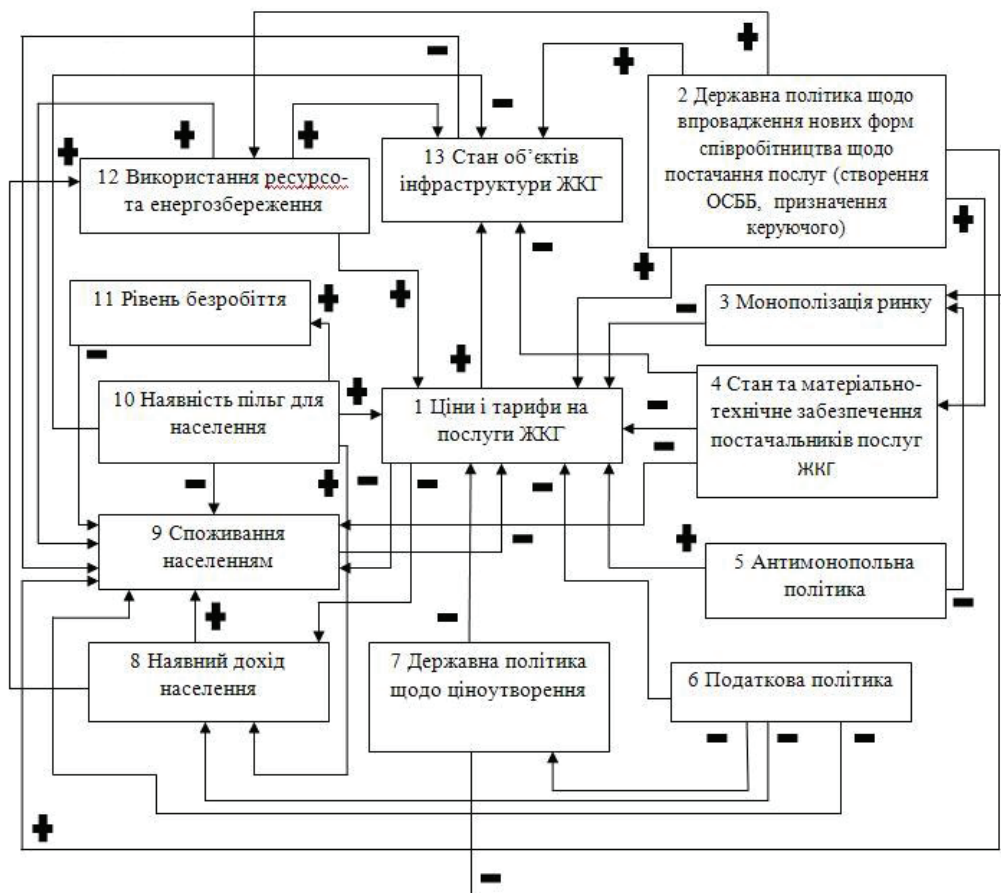 2 Державна політика щодо
впровадження нових форм
співробітництва щодо
постачання послуг (створення
ОСББ, призначення
керуючого)
13 Стан об’єктів
інфраструктури ЖКГ
12 Використання ресурсо-
та енергозбереження
11 Рівень безробіття
3 Монополізація ринку
10 Наявність пільг для
населення
1 Ціни і тарифи на
послуги ЖКГ
4 Стан та матеріально-
технічне забезпечення
постачальників послуг
ЖКГ
9 Споживання
населенням
5 Антимонопольна
політика
8 Наявний дохід
населення
7 Державна політика
щодо ціноутворення
6 Податкова політика